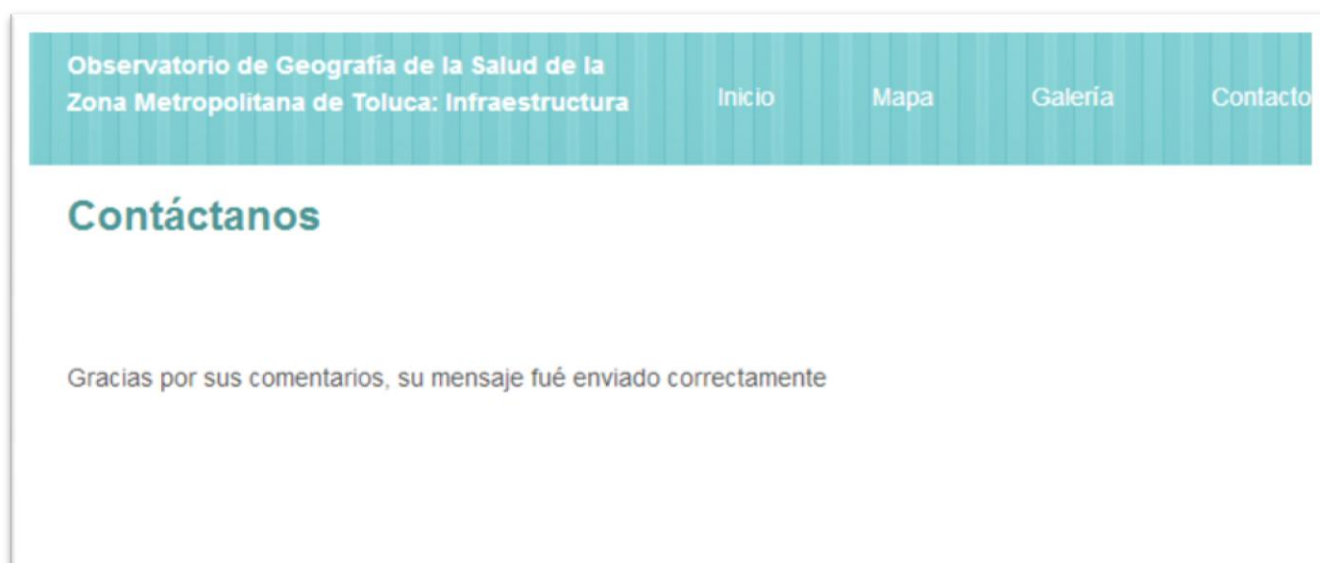 Observatorio de Geografía de la Salud de la
Zona Metropolitana de Toluca: Infraestructura
Inicio Mapa Galería Contacto
Contáctanos
Gracias por sus comentarios, su mensaje fué enviado correctamente